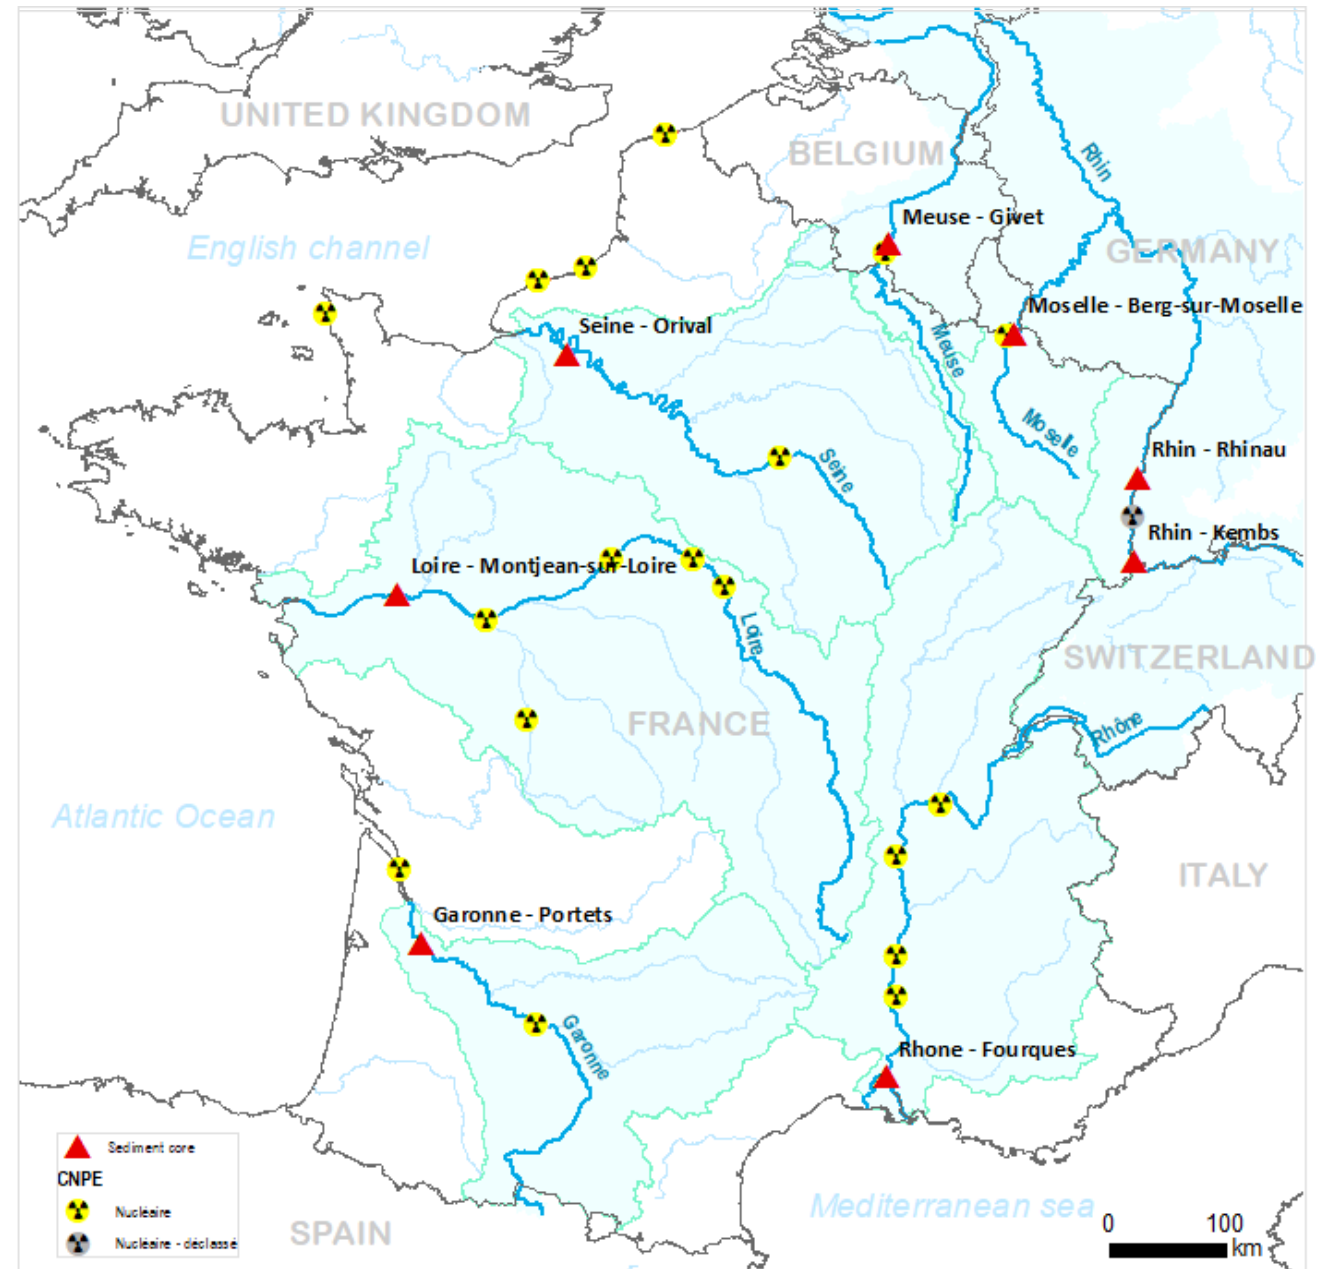 UNITED KINGDOM
BELGIUM
Rhin
Meuse - Givet
English channel
GERMANY
Moselle - Berg-sur-Moselle
Seine - Orival
Meuse
Moselle
Rhin - Rhinau
Seine
Rhin - Kembs
Loire - Montjean-sur-Loire
Loire
SWITZERLAND
FRANCE
Rhône
Atlantic Ocean
ITALY
Garonne - Portets
Garonne
Rhone - Fourques
Sediment core
CNPE
Nucléaire
Nucléaire - déclassé
SPAIN
Mediterranean sea
0 100
km